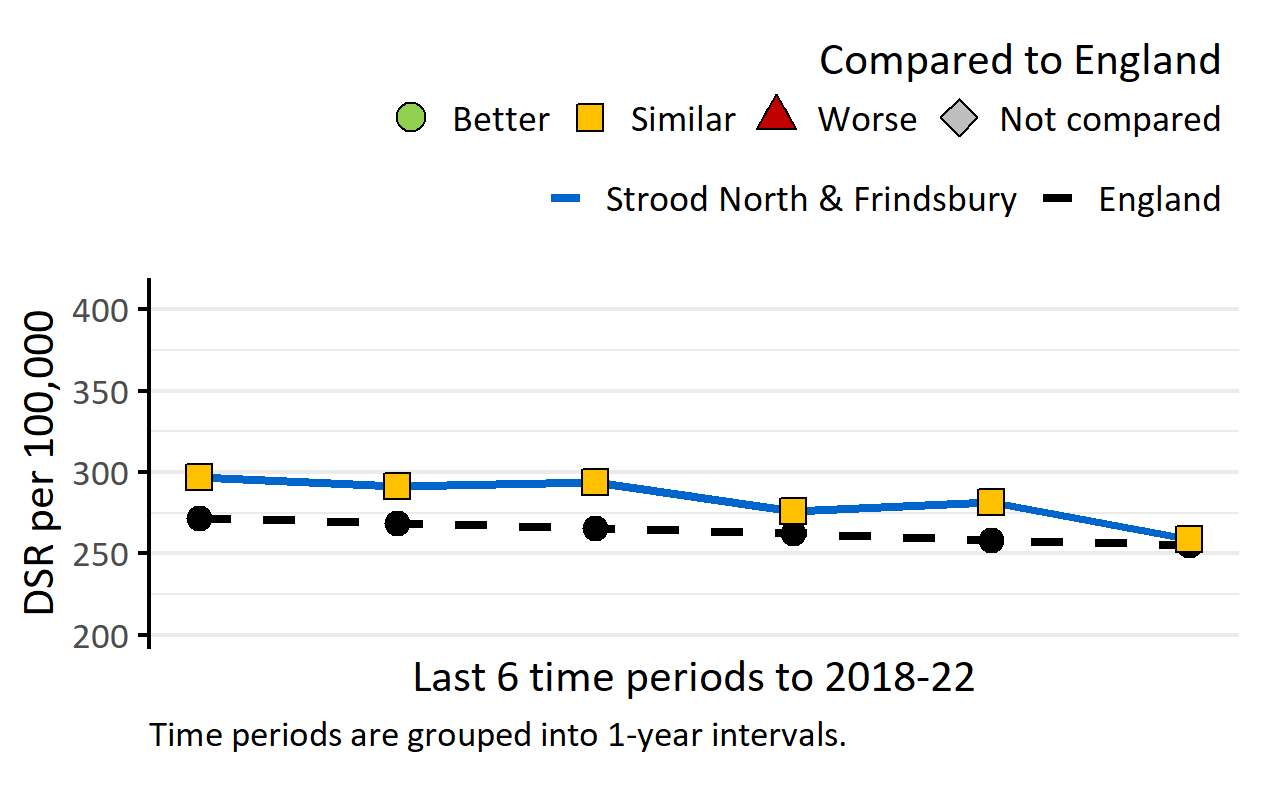 Compared to England
Better Similar Worse Not compared
Strood North & Frindsbury England
DSR per 100,000
400
350
300
250
200
Last 6 time periods to 2018-22
Time periods are grouped into 1-year intervals.